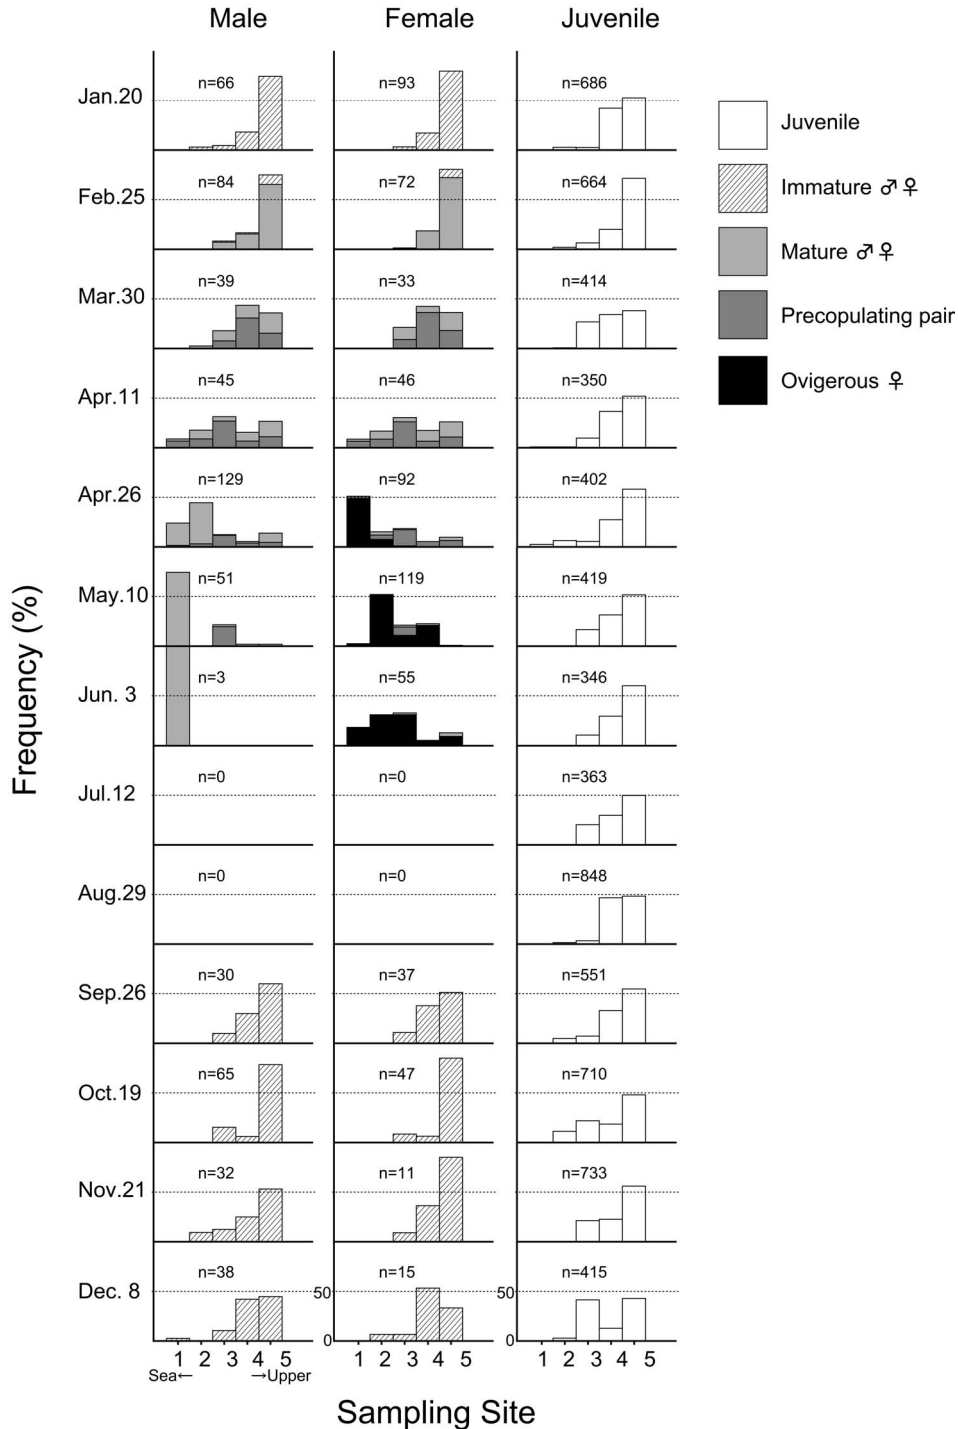 Male Female Juvenile
Jan.20 n=66 n=93 n=686
Feb.25 n=84 n=72 n=664
Mar.30 n=39 n=33 n=414
Apr.11 n=45 n=46 n=350
Apr.26 n=129 n=92 n=402
May.10 n=51 n=119 n=419
Jun. 3 n=3 n=55 n=346
Jul.12 n=0 n=0 n=363
Aug.29 n=0 n=0 n=848
Sep.26 n=30 n=37 n=551
Oct.19 n=65 n=47 n=710
Nov.21 n=32 n=11 n=733
Dec. 8 n=38 n=15 n=415
50 50
0 0
1 2 3 4 5 1 2 3 4 5 1 2 3 4 5
Sea← →Upper
Sampling Site
Frequency (%)
Juvenile
Immature ♂♀
Mature ♂♀
Precopulating pair
Ovigerous ♀